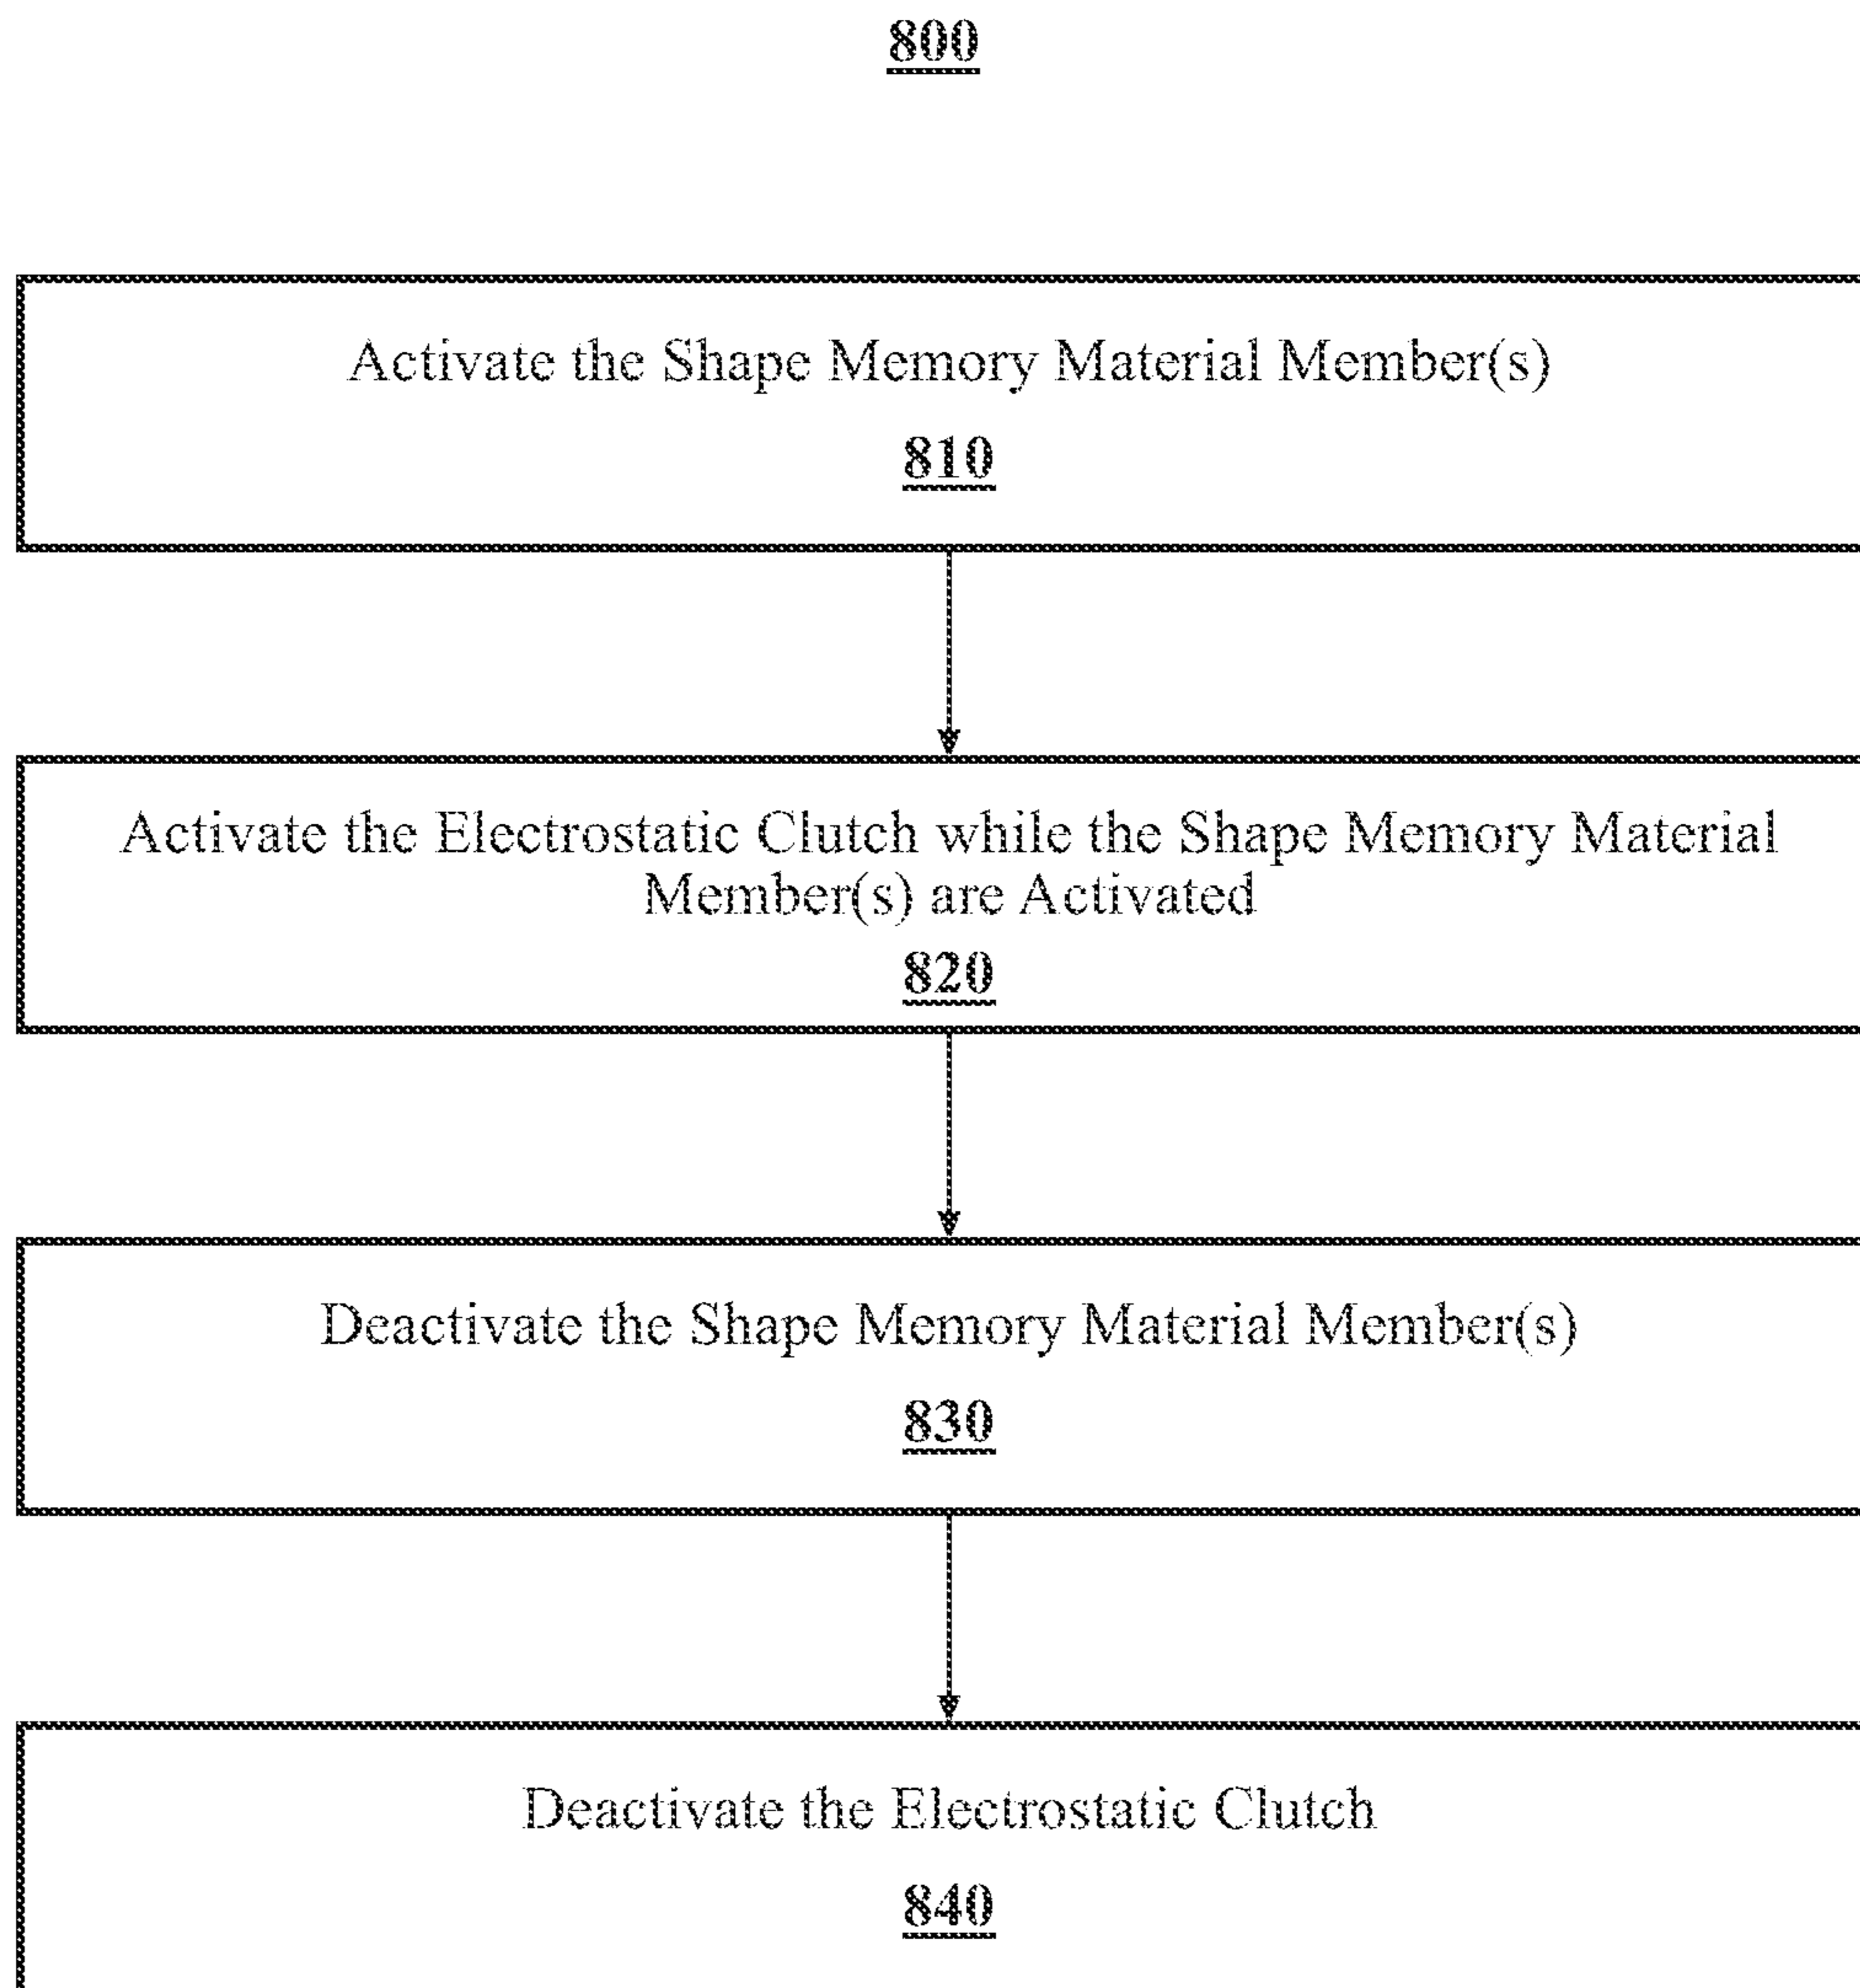 800
Activate the Shape Memory Material Member(s)
810
Activate the Electrostatic Clutch while the Shape Memory Material
Member(s) are Activated
820
Deactivate the Shape Memory Material Member(s)
830
Deactivate the Electrostatic Clutch
840